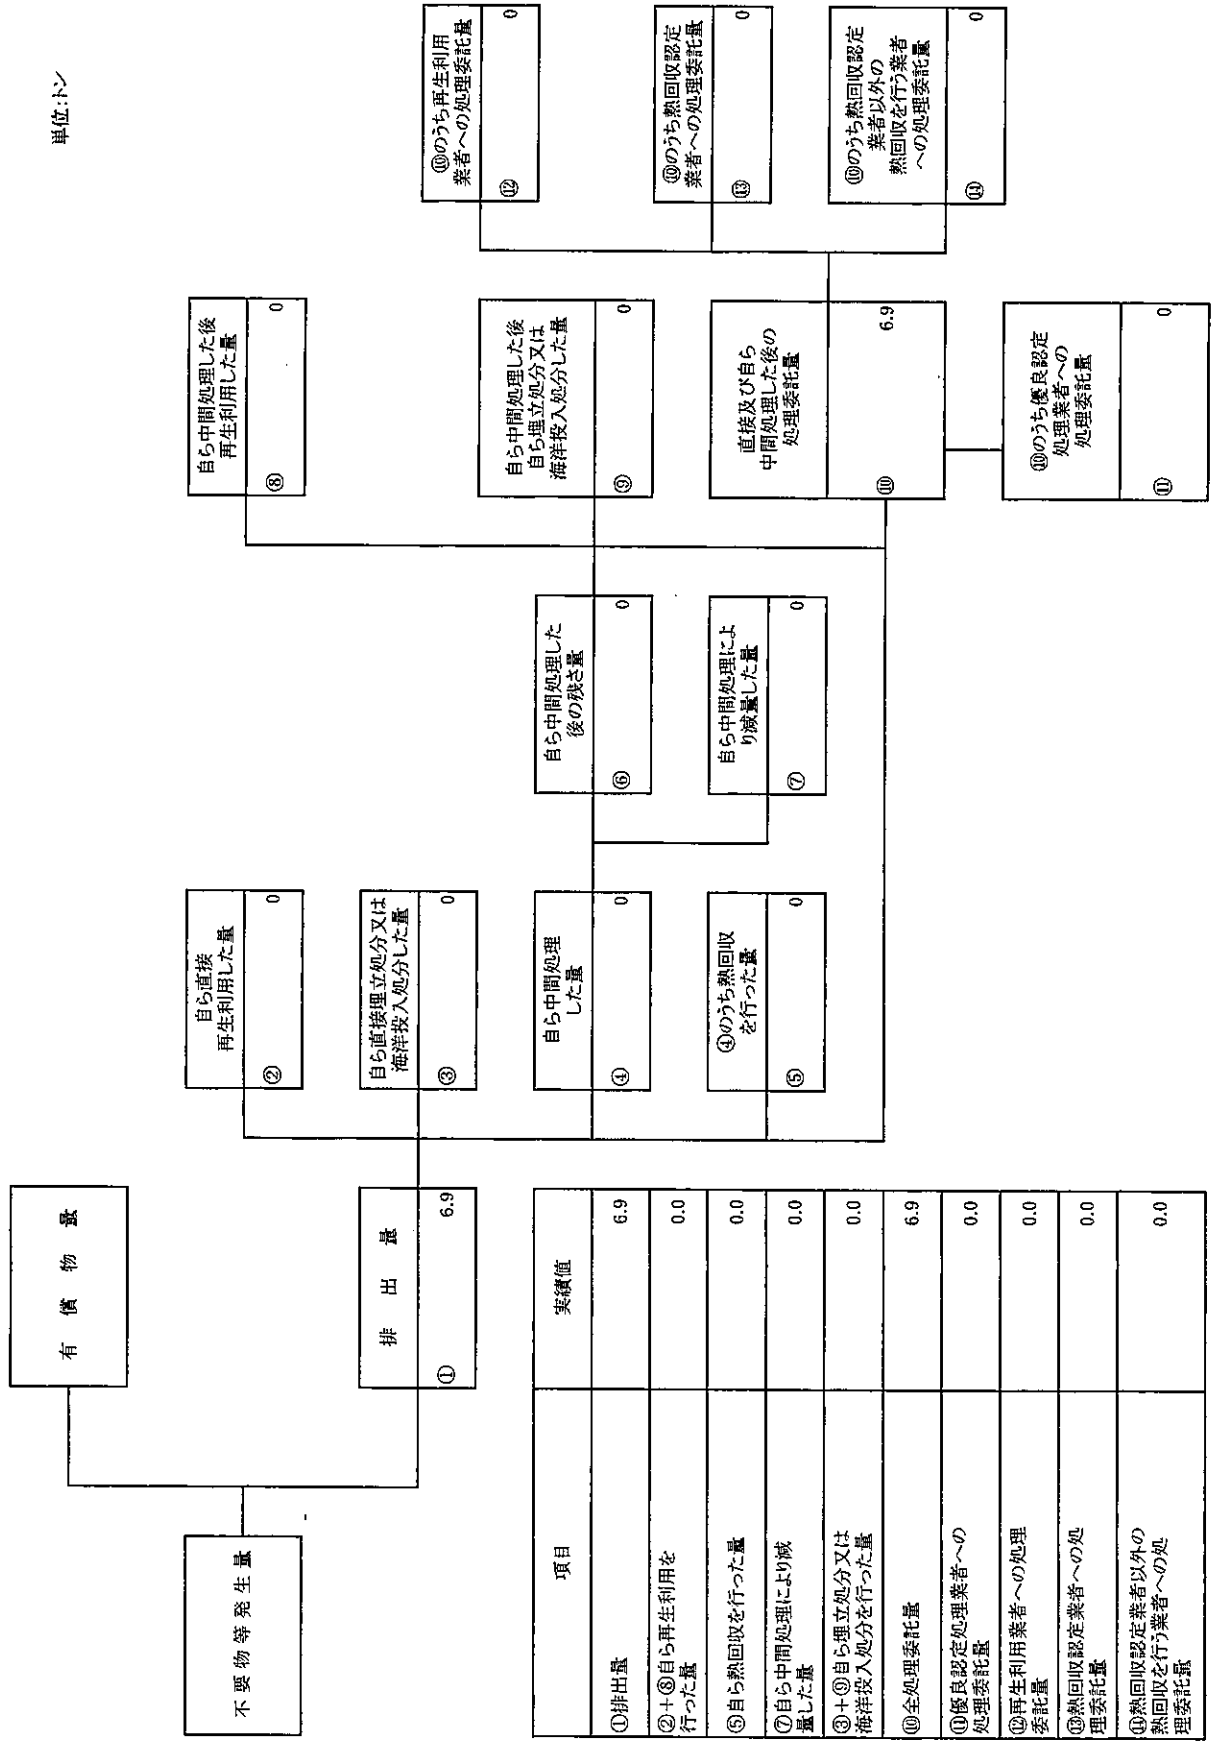 単位:トン
有償物量
不要物等発生量
排出量
①
6.9
自ら直接
再生利用した量
②
0
自ら直接埋立処分又は
海洋投入処分した量
③
0
自ら中間処理
した量
④
0
④のうち熱回収
を行った量
⑤
0
自ら中間処理した
後の残さ量
⑥
0
自ら中間処理によ
り減量した量
⑦
0
自ら中間処理した後
再生利用した量
⑧
0
自ら中間処理した後
自ら埋立処分又は
海洋投入処分した量
⑨
0
直接及び自ら
中間処理した後の
処理委託量
⑩
6.9
⑩のうち優良認定
処理業者への
処理委託量
⑪
0
⑩のうち再生利用
業者への処理委託量
⑫
0
⑩のうち熱回収認定
業者への処理委託量
⑬
0
⑩のうち熱回収認定
業者以外の
熱回収を行う業者
への処理委託量
⑭
0
項目 実績値
①排出量 6.9
②+⑧自ら再生利用を
行った量 0.0
⑤自ら熱回収を行った量 0.0
⑦自ら中間処理により減
量した量 0.0
③+⑨自ら埋立処分又は
海洋投入処分を行った量 0.0
⑩全処理委託量 6.9
⑪優良認定処理業者への
処理委託量 0.0
⑫再生利用業者への処理
委託量 0.0
⑬熱回収認定業者への処
理委託量 0.0
⑭熱回収認定業者以外の
熱回収を行う業者への処
理委託量 0.0